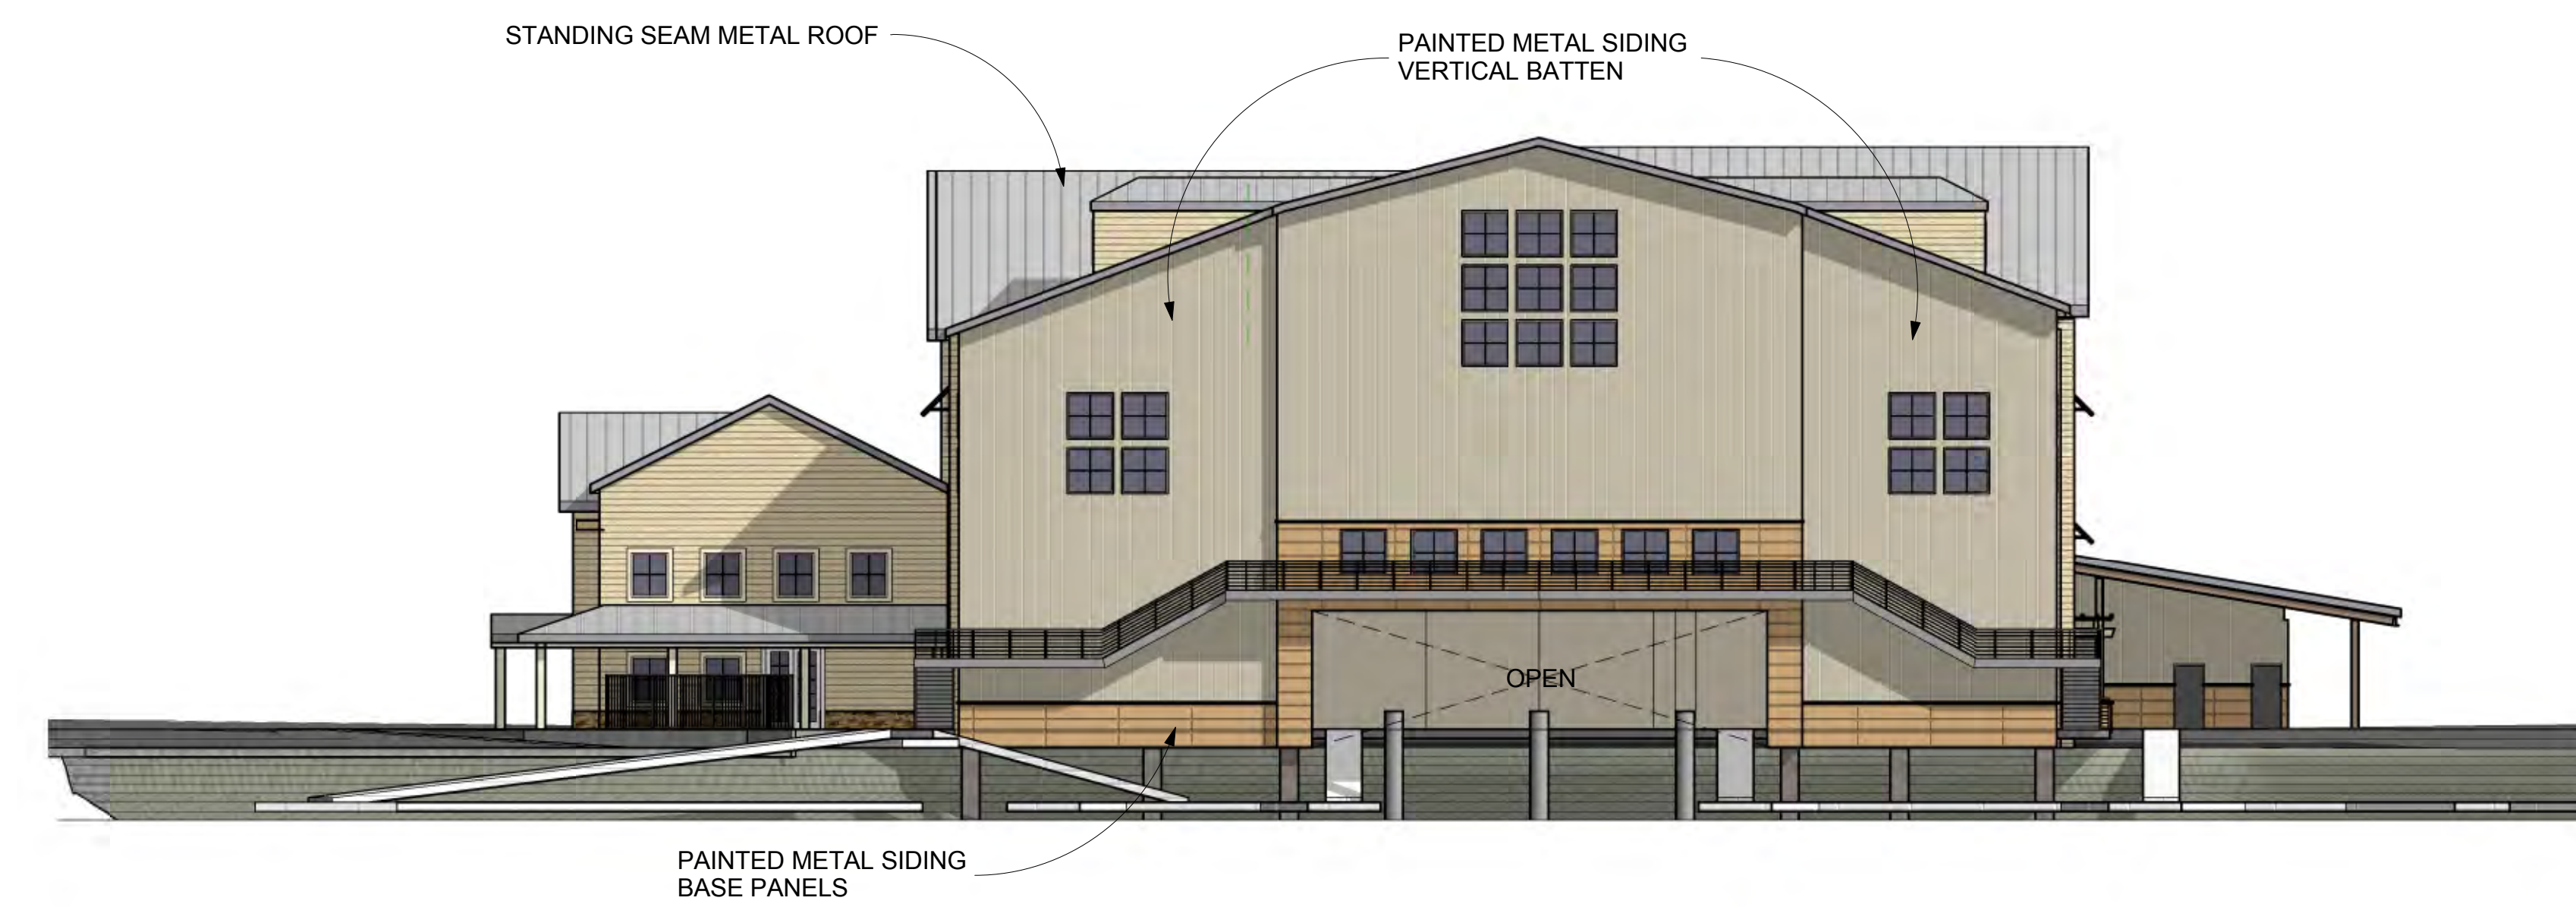 STANDING SEAM METAL ROOF
PAINTED METAL SIDING
VERTICAL BATTEN
OPEN
PAINTED METAL SIDING
BASE PANELS